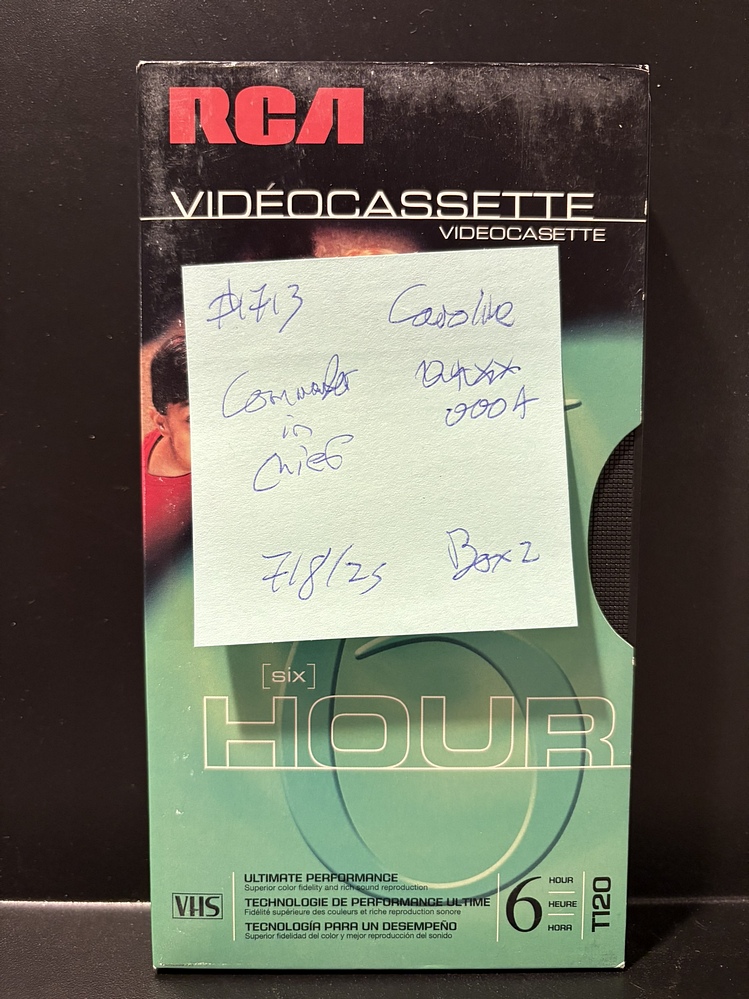 RCA
VIDÉOCASSETTE
VIDEOCASETTE
#1713
Caroline
Commander
in
Chief
000A
7/8/25
Box 2
[six]
HOUR
6
VHS
ULTIMATE PERFORMANCE
Superior color fidelity and rich sound reproduction
TECHNOLOGIE DE PERFORMANCE ULTIME
Fidélité supérieure des couleurs et riche reproduction sonore
TECNOLOGÍA PARA UN DESEMPEÑO
Superior fidelidad del color y mejor reproducción del sonido
6
HOUR
HEURE
HORA
T120